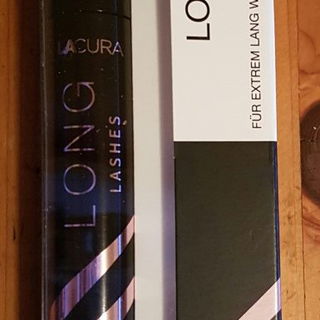 LACURA
LONG
LASHES
LO
FÜR EXTREM LANG W